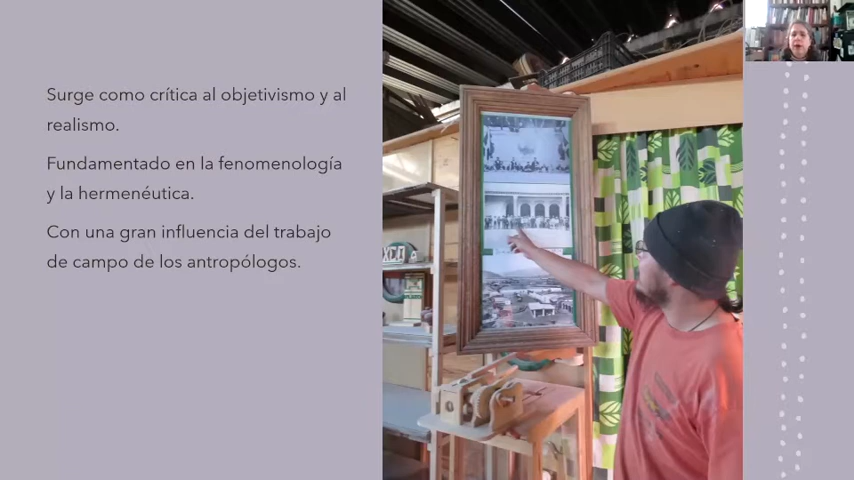 Surge como crítica al objetivismo y al
realismo.
Fundamentado en la fenomenología
y la hermenéutica.
Con una gran influencia del trabajo
de campo de los antropólogos.